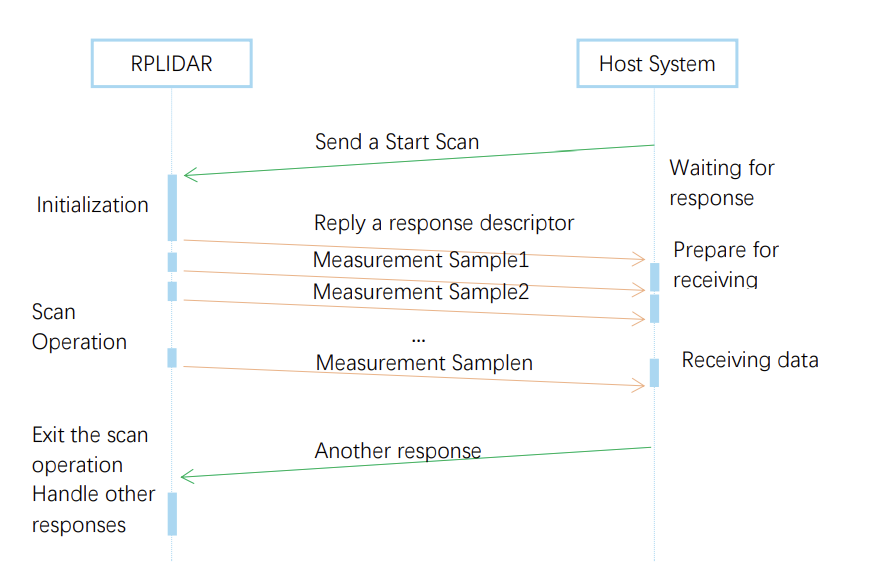 RPLIDAR
Host System
Send a Start Scan
Waiting for
response
Initialization
Reply a response descriptor
Prepare for
receiving
Measurement Sample1
Measurement Sample2
Scan
Operation
...
Measurement Samplen
Receiving data
Exit the scan
operation
Another response
Handle other
responses